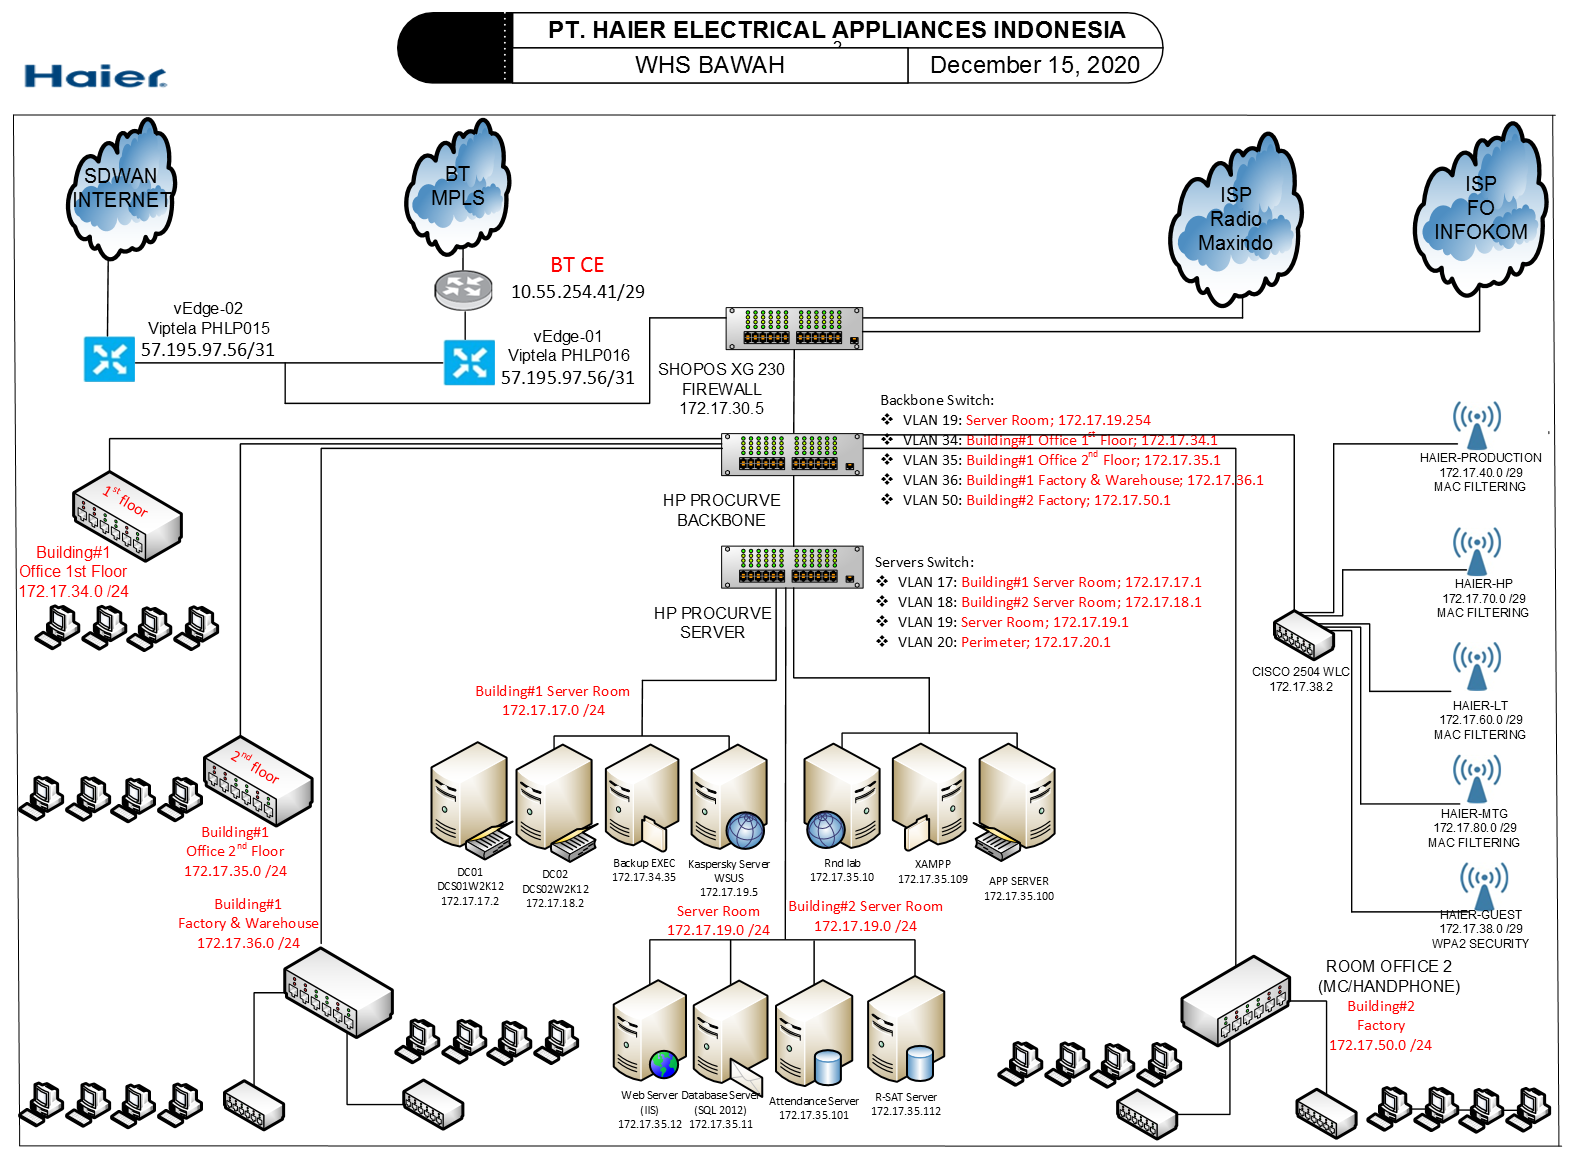 PT. HAIER ELECTRICAL APPLIANCES INDONESIA
2
WHS BAWAH
December 15, 2020
Haier
SDWAN
INTERNET
BT
MPLS
ISP
Radio
Maxindo
ISP
FO
INFOKOM
BT CE
10.55.254.41/29
vEdge-02
Viptela PHLP015
57.195.97.56/31
vEdge-01
Viptela PHLP016
57.195.97.56/31
SHOPOS XG 230
FIREWALL
172.17.30.5
Backbone Switch:
❖ VLAN 19: Server Room; 172.17.19.254
❖ VLAN 34: Building#1 Office 1st Floor; 172.17.34.1
❖ VLAN 35: Building#1 Office 2nd Floor; 172.17.35.1
❖ VLAN 36: Building#1 Factory & Warehouse; 172.17.36.1
❖ VLAN 50: Building#2 Factory; 172.17.50.1
HP PROCURVE
BACKBONE
HAIER-PRODUCTION
172.17.40.0 /29
MAC FILTERING
1st floor
Building#1
Office 1st Floor
172.17.34.0 /24
Servers Switch:
❖ VLAN 17: Building#1 Server Room; 172.17.17.1
❖ VLAN 18: Building#2 Server Room; 172.17.18.1
❖ VLAN 19: Server Room; 172.17.19.1
❖ VLAN 20: Perimeter; 172.17.20.1
HP PROCURVE
SERVER
HAIER-HP
172.17.70.0 /29
MAC FILTERING
CISCO 2504 WLC
172.17.38.2
HAIER-LT
172.17.60.0 /29
MAC FILTERING
Building#1 Server Room
172.17.17.0 /24
2nd floor
Building#1
Office 2nd Floor
172.17.35.0 /24
HAIER-MTG
172.17.80.0 /29
MAC FILTERING
DC01
DCS01W2K12
172.17.17.2
DC02
DCS02W2K12
172.17.18.2
Backup EXEC
172.17.34.35
Kaspersky Server
WSUS
172.17.19.5
Rnd lab
172.17.35.10
XAMPP
172.17.35.109
APP SERVER
172.17.35.100
Building#1
Factory & Warehouse
172.17.36.0 /24
Server Room
172.17.19.0 /24
Building#2 Server Room
172.17.19.0 /24
HAIER-GUEST
172.17.38.0 /29
WPA2 SECURITY
ROOM OFFICE 2
(MC/HANDPHONE)
Building#2
Factory
172.17.50.0 /24
Web Server
(IIS)
172.17.35.12
Database Server
(SQL 2012)
172.17.35.11
Attendance Server
172.17.35.101
R-SAT Server
172.17.35.112